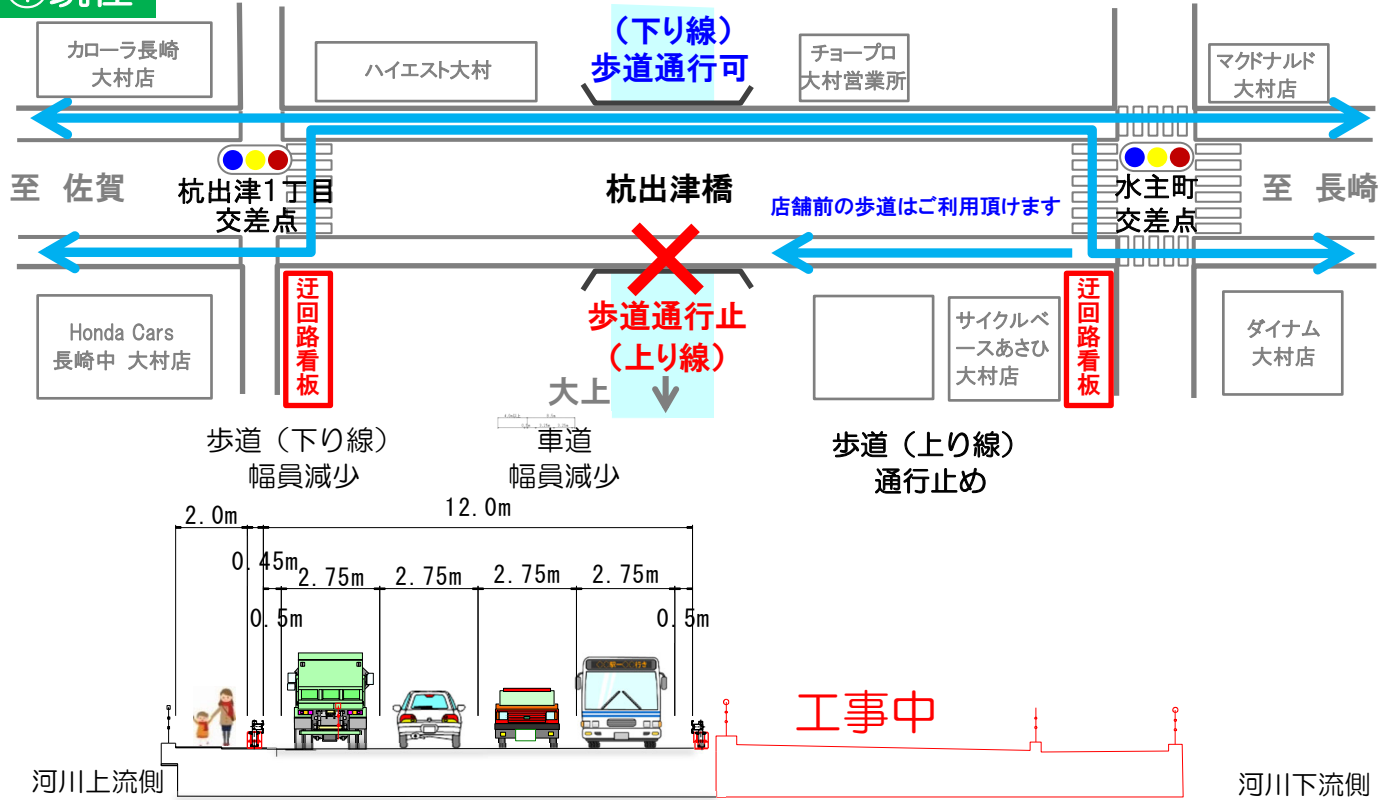 ①現在
カローラ長崎
大村店
ハイエスト大村
（下り線）
歩道通行可
チョープロ
大村営業所
マクドナルド
大村店
至 佐賀
杭出津1丁目
交差点
杭出津橋
店舗前の歩道はご利用頂けます
水主町
交差点
至 長崎
Honda Cars
長崎中 大村店
迂回路看板
歩道通行止
（上り線）
大上
サイクルベ
ースあさひ
大村店
迂回路看板
ダイナム
大村店
歩道（下り線）
幅員減少
車道
幅員減少
歩道（上り線）
通行止め
2.0m
12.0m
0.45m
2.75m
2.75m
2.75m
2.75m
0.5m
0.5m
工事中
河川上流側
河川下流側